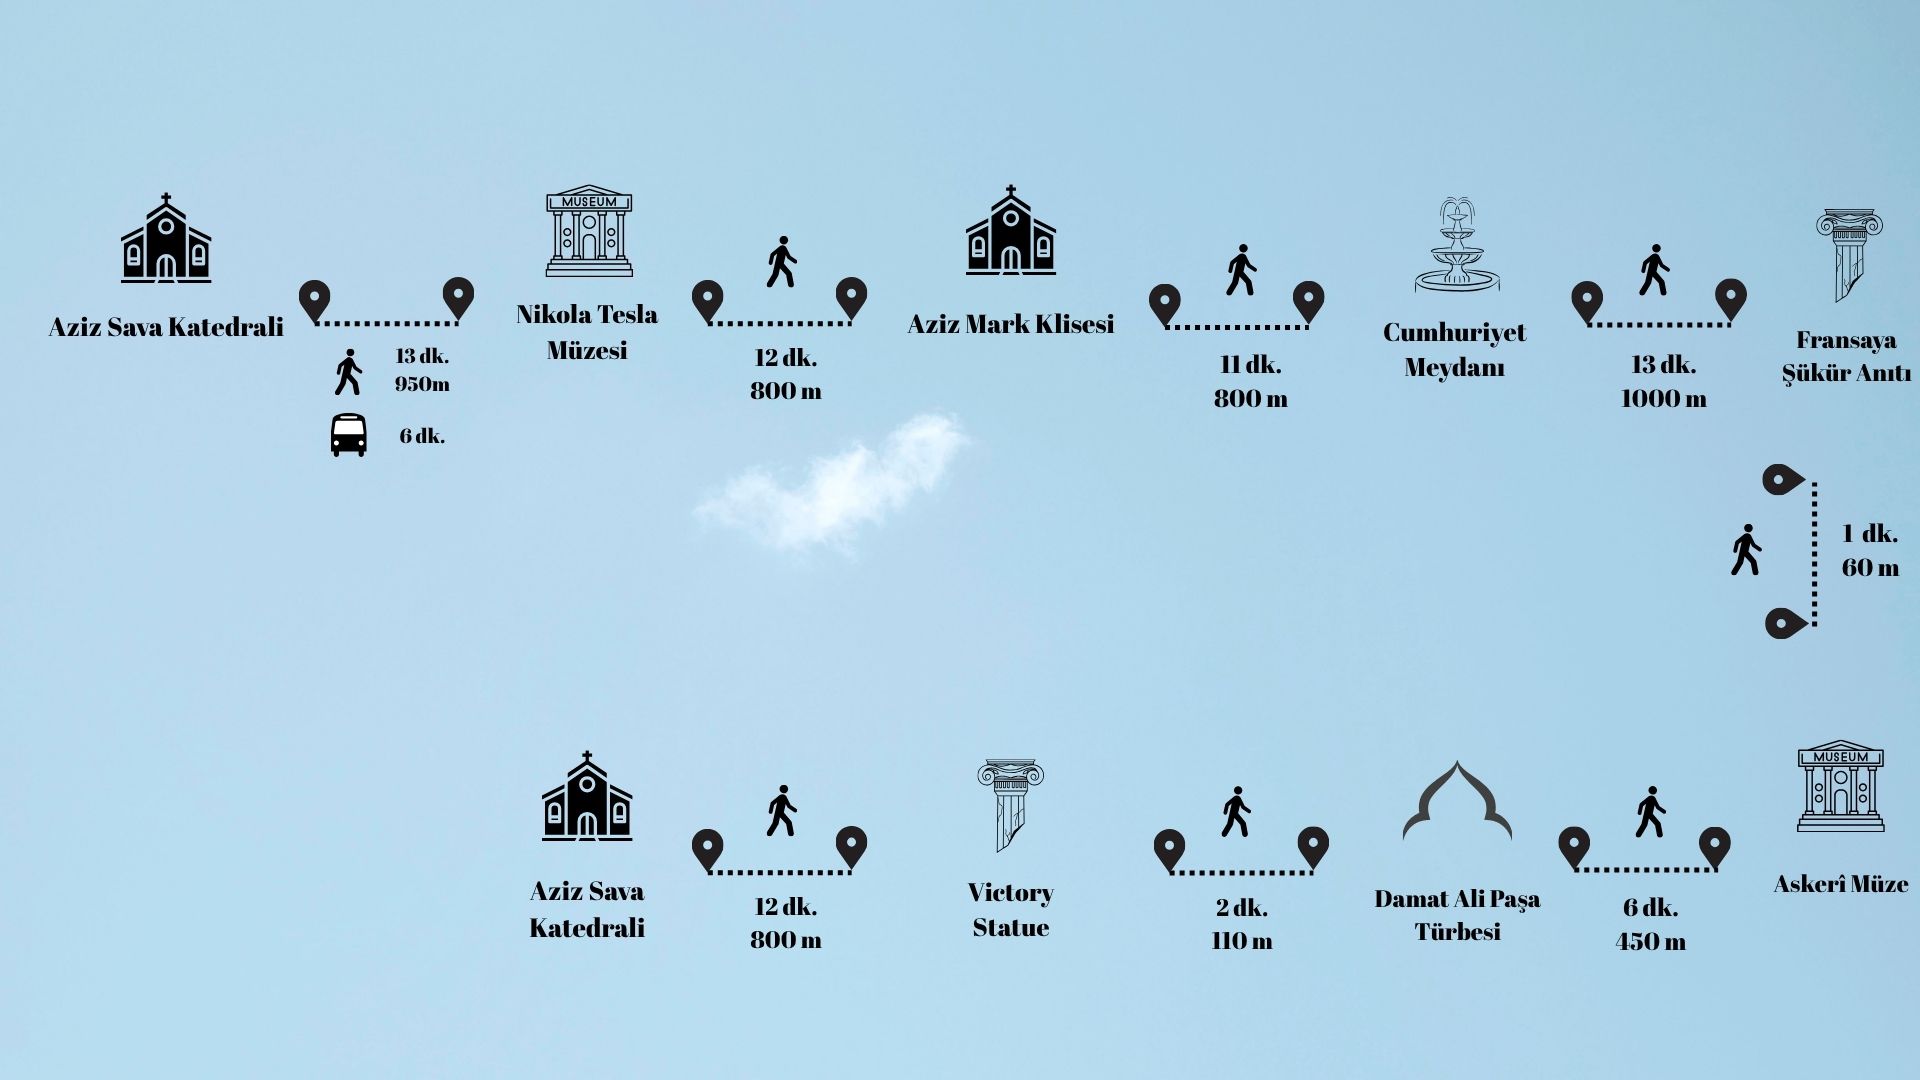 Aziz Sava Katedrali
13 dk.
950m
6 dk.
MUSEUM
Nikola Tesla
Müzesi
12 dk.
800 m
Aziz Mark Klisesi
11 dk.
800 m
Cumhuriyet
Meydanı
13 dk.
1000 m
Fransaya
Şükür Anıtı
1 dk.
60 m
MUSEUM
Askerî Müze
6 dk.
450 m
Damat Ali Paşa
Türbesi
2 dk.
110 m
Victory
Statue
12 dk.
800 m
Aziz Sava
Katedrali